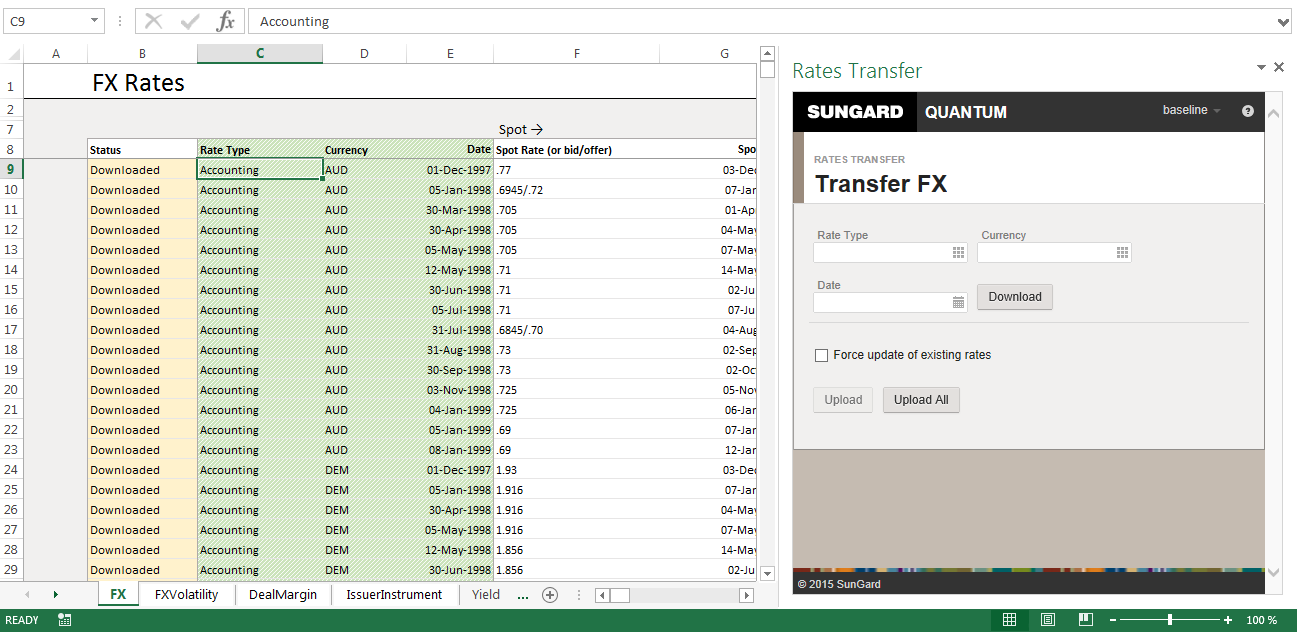 C9 fx Accounting
A B C D E F G
1 FX Rates
2
7 Spot →
8 Status Rate Type Currency Date Spot Rate (or bid/offer) Spo
9 Downloaded Accounting AUD 01-Dec-1997 .77 03-Dec
10 Downloaded Accounting AUD 05-Jan-1998 .6945/.72 07-Jan
11 Downloaded Accounting AUD 30-Mar-1998 .705 01-Ap
12 Downloaded Accounting AUD 30-Apr-1998 .705 04-May
13 Downloaded Accounting AUD 05-May-1998 .705 07-May
14 Downloaded Accounting AUD 12-May-1998 .71 14-May
15 Downloaded Accounting AUD 30-Jun-1998 .71 02-Ju
16 Downloaded Accounting AUD 05-Jul-1998 .71 07-Ju
17 Downloaded Accounting AUD 31-Jul-1998 .6845/.70 04-Aug
18 Downloaded Accounting AUD 31-Aug-1998 .73 02-Sep
19 Downloaded Accounting AUD 30-Sep-1998 .73 02-Oc
20 Downloaded Accounting AUD 03-Nov-1998 .725 05-Nov
21 Downloaded Accounting AUD 04-Jan-1999 .725 06-Jan
22 Downloaded Accounting AUD 05-Jan-1999 .69 07-Jan
23 Downloaded Accounting AUD 08-Jan-1999 .69 12-Jan
24 Downloaded Accounting DEM 01-Dec-1997 1.93 03-Dec
25 Downloaded Accounting DEM 05-Jan-1998 1.916 07-Jan
26 Downloaded Accounting DEM 30-Apr-1998 1.916 04-May
27 Downloaded Accounting DEM 05-May-1998 1.916 07-May
28 Downloaded Accounting DEM 12-May-1998 1.856 14-May
29 Downloaded Accounting DEM 30-Jun-1998 1.856 02-Ju
FX FXVolatility DealMargin IssuerInstrument Yield ...
READY 100 %
Rates Transfer
SUNGARD QUANTUM baseline ?
RATES TRANSFER
Transfer FX
Rate Type Currency
Date Download
Force update of existing rates
Upload Upload All
© 2015 SunGard